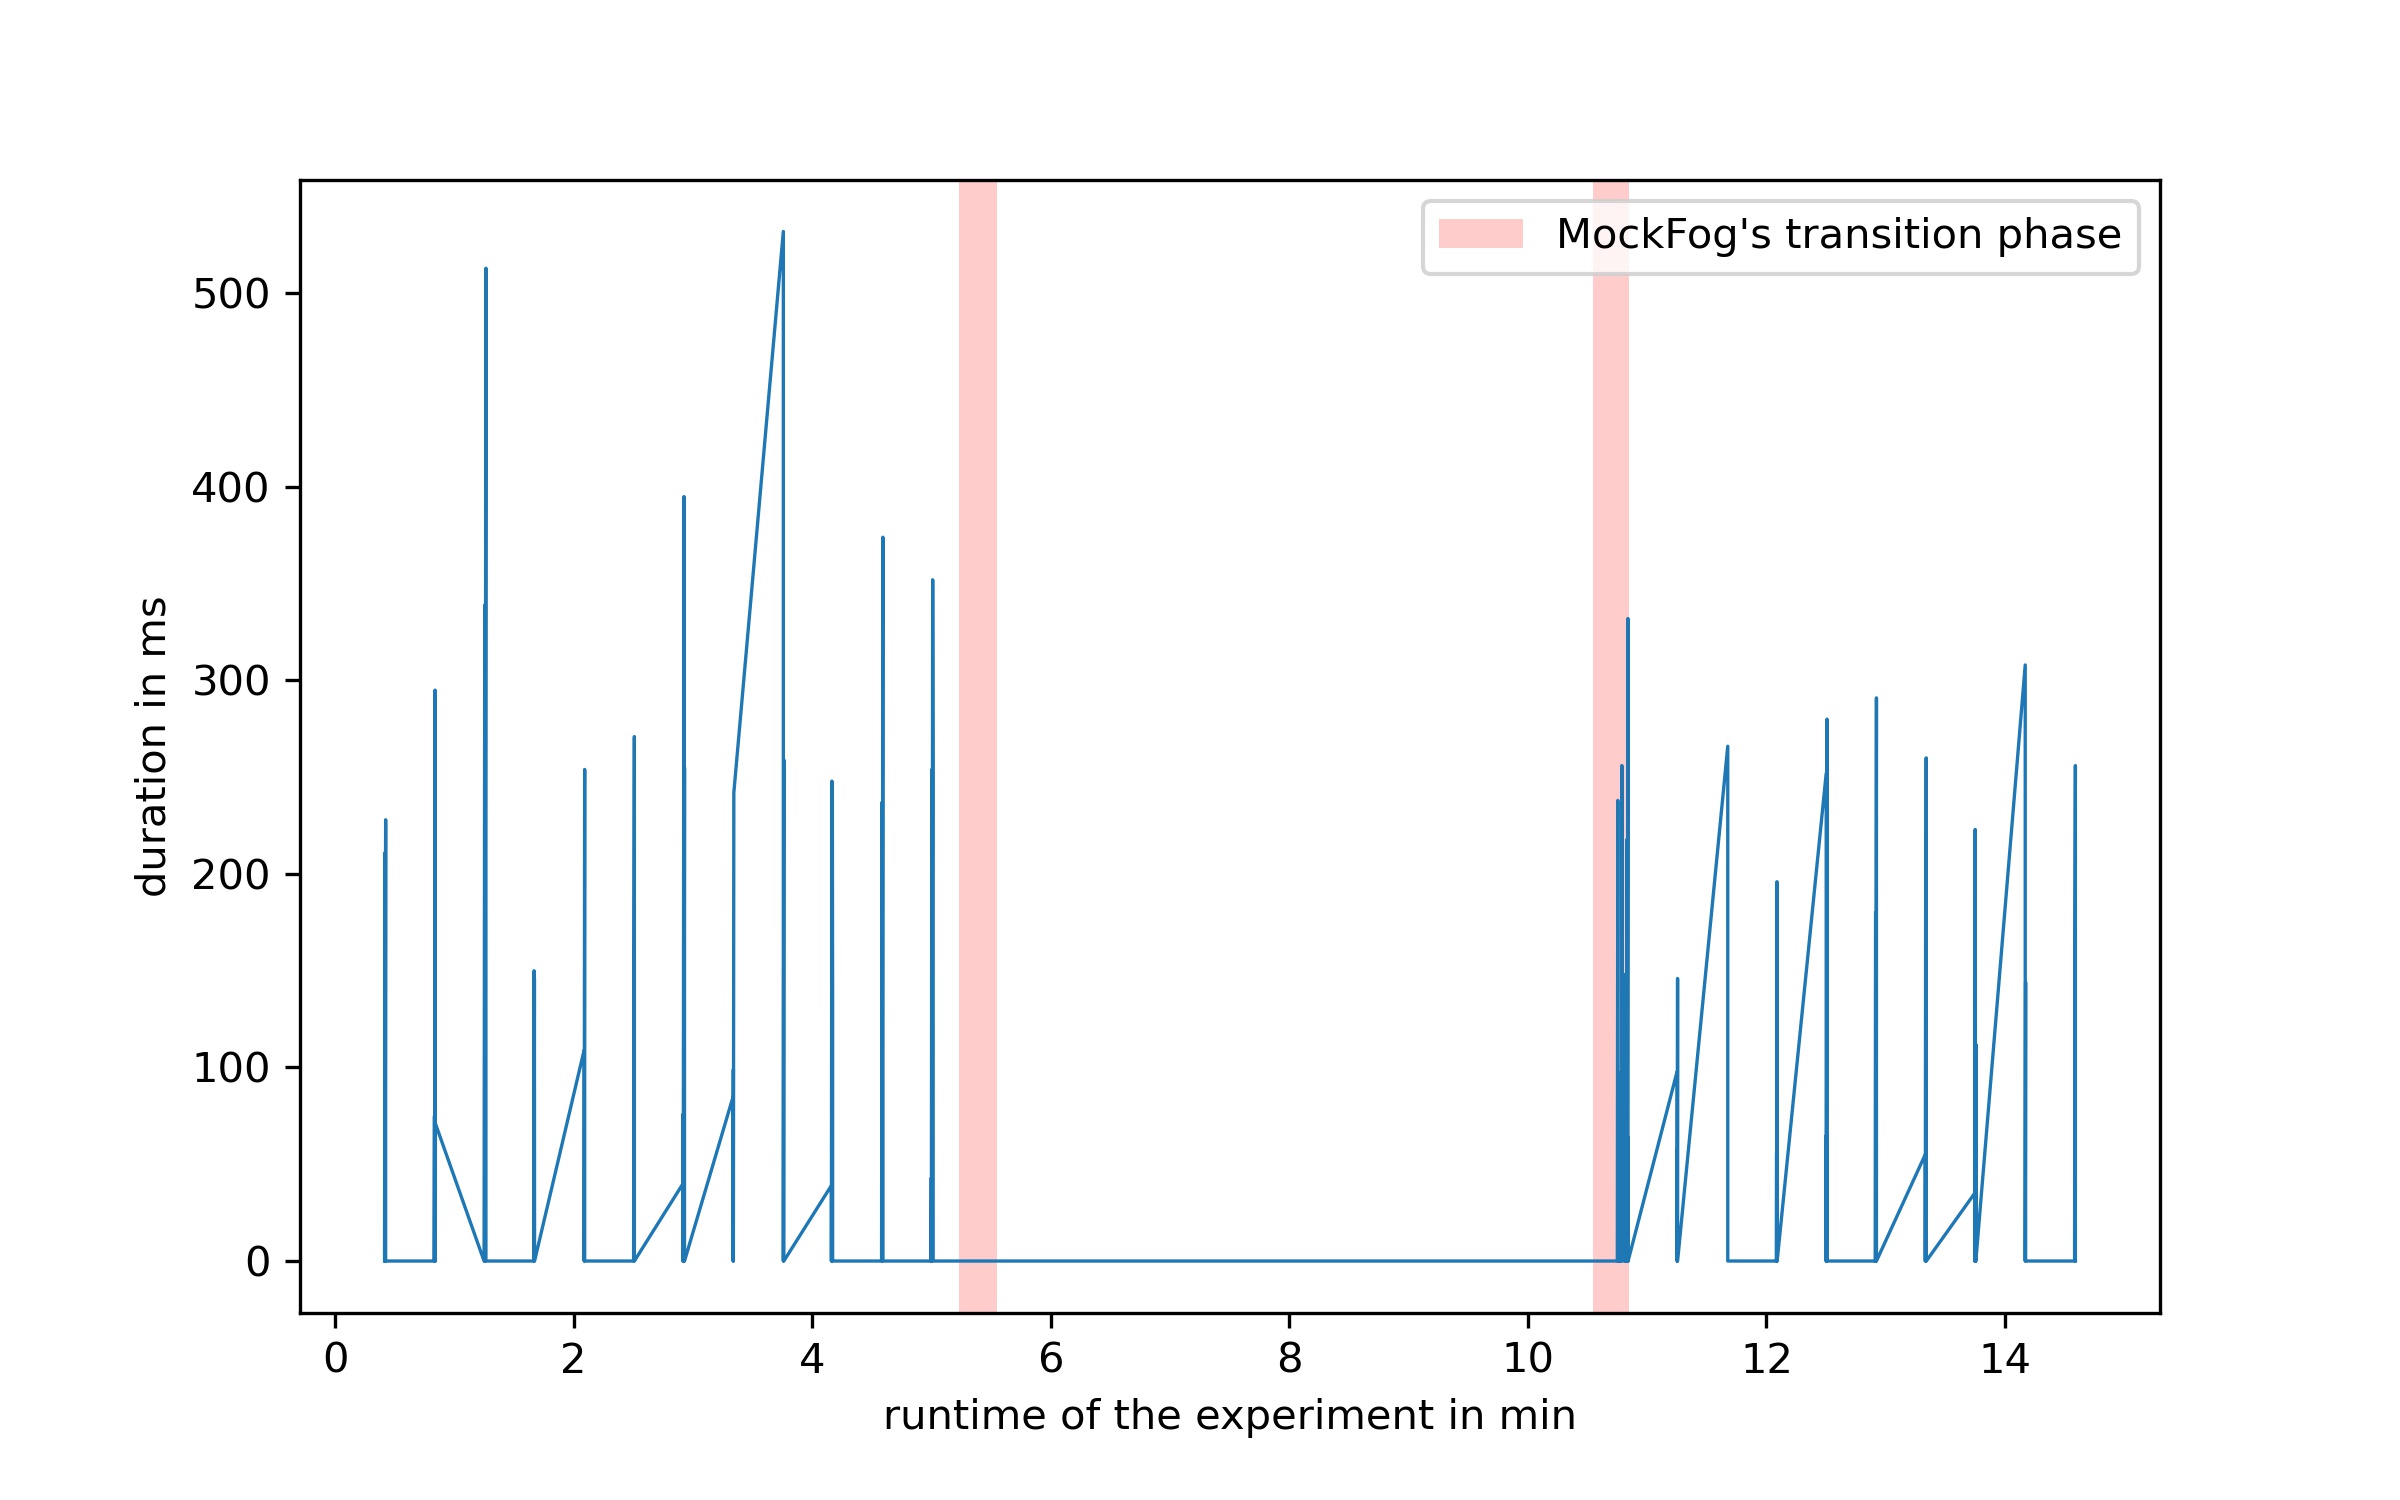 MockFog's transition phase
500
400
300
200
100
0
duration in ms
0 2 4 6 8 10 12 14
runtime of the experiment in min